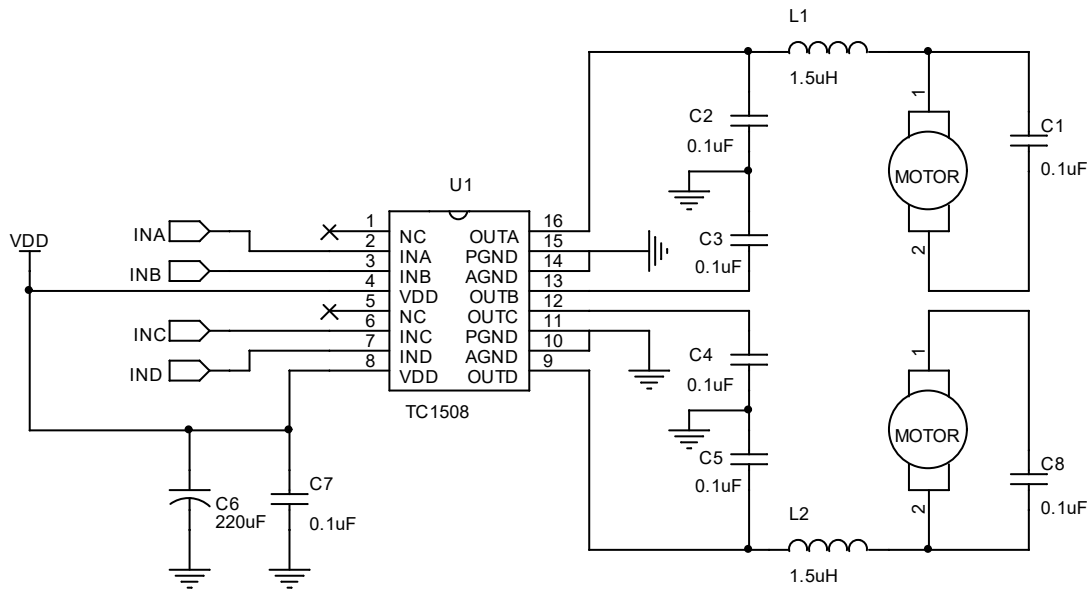 L1
1.5uH
1
C2
0.1uF
C1
0.1uF
MOTOR
U1
2
C3
0.1uF
VDD
INA
INB
INC
IND
1 NC OUTA 16
2 INA PGND 15
3 INB AGND 14
4 VDD OUTB 13
5 NC OUTC 12
6 INC PGND 11
7 IND AGND 10
8 VDD OUTD 9
TC1508
C4
0.1uF
1
MOTOR
C5
0.1uF
C8
0.1uF
2
C6
220uF
C7
0.1uF
L2
1.5uH